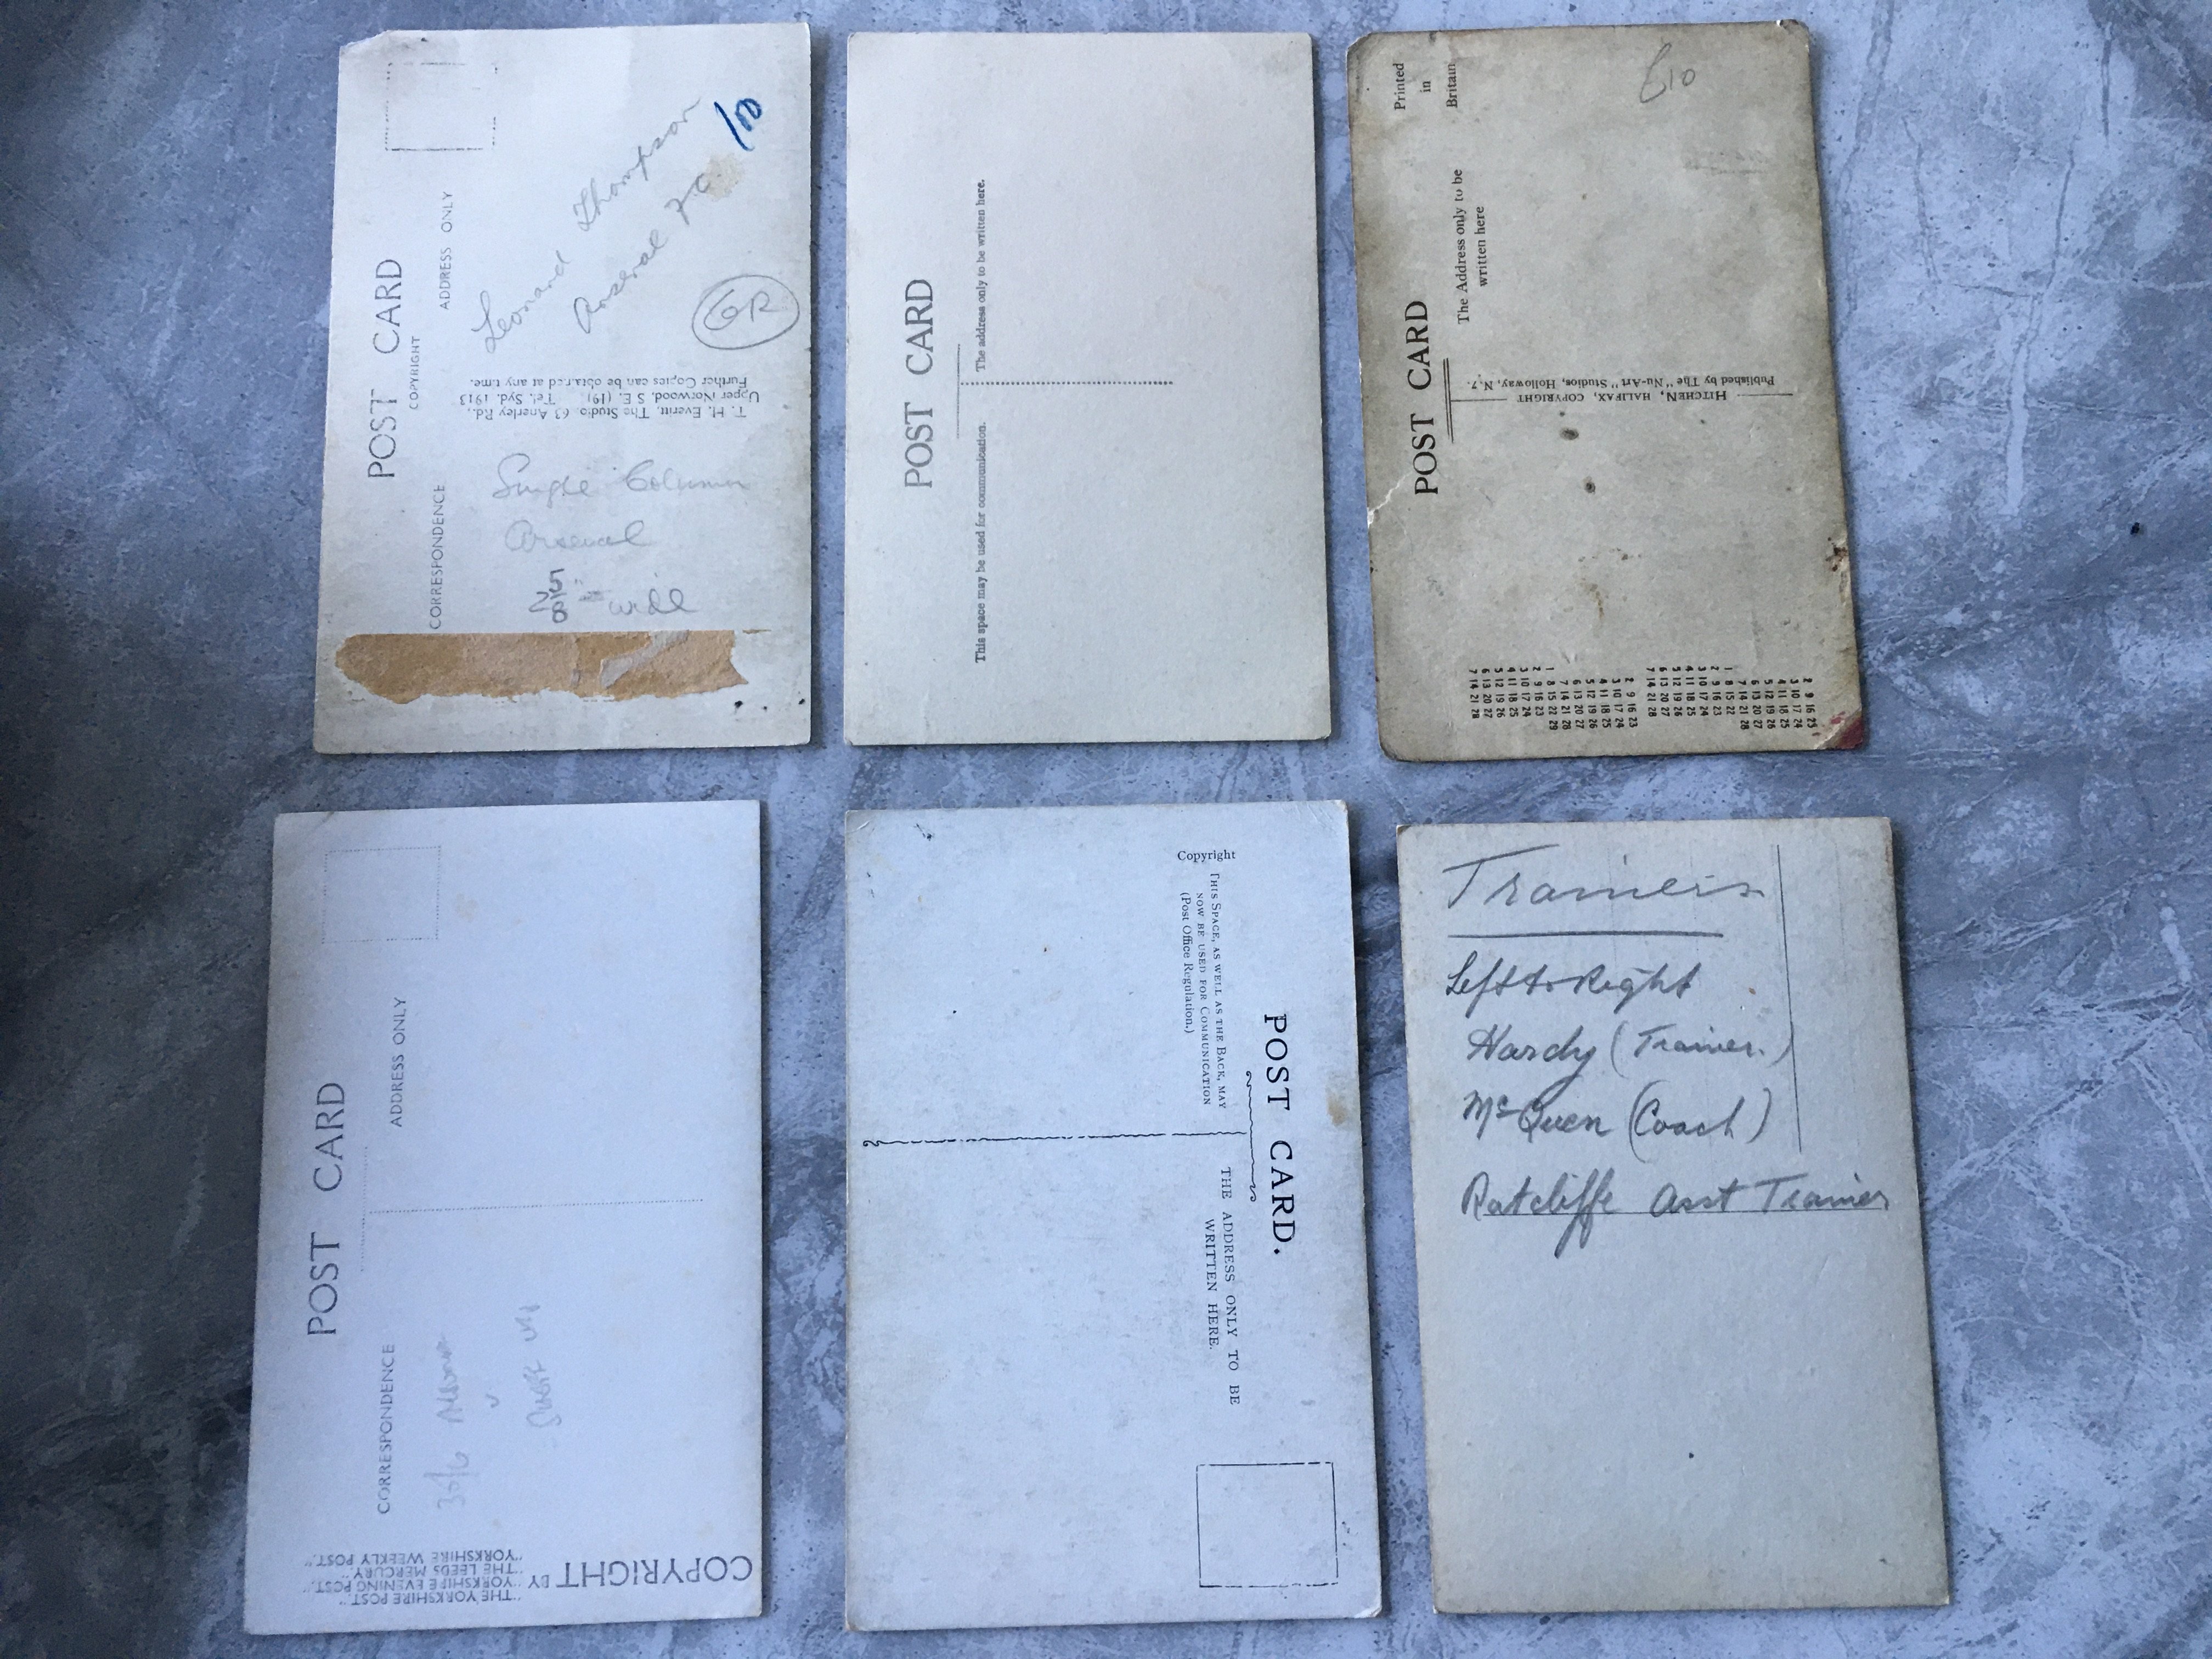 POST CARD
COPYRIGHT
CORRESPONDENCE
ADDRESS ONLY
Leonard Thompson
Arsenal F.C.
/10
GR
T. H. Everitt, The Studio, 63 Anerley Rd.,
Upper Norwood, S.E. (19). Tel. Syd. 1913
Further Copies can be obtained at any time.
Single Column
Arsenal
2 5/8 = wide
POST CARD
This space may be used for communication.
The address only to be written here.
POST CARD
Printed
in
Britain
£10
The Address only to be
written here
HITCHEN, HALIFAX, COPYRIGHT
Published by The "Nu-Art" Studios, Holloway, N.7.
POST CARD
CORRESPONDENCE
ADDRESS ONLY
COPYRIGHT BY
"THE YORKSHIRE POST."
"YORKSHIRE EVENING POST."
"THE LEEDS MERCURY."
"YORKSHIRE WEEKLY POST."
POST CARD.
Copyright
THIS SPACE, AS WELL AS THE BACK, MAY
NOW BE USED FOR COMMUNICATION
(Post Office Regulation.)
THE ADDRESS ONLY TO BE
WRITTEN HERE.
Trainers
Left to Right
Hardy (Trainer.)
McQuen (Coach)
Ratcliffe Asst Trainer